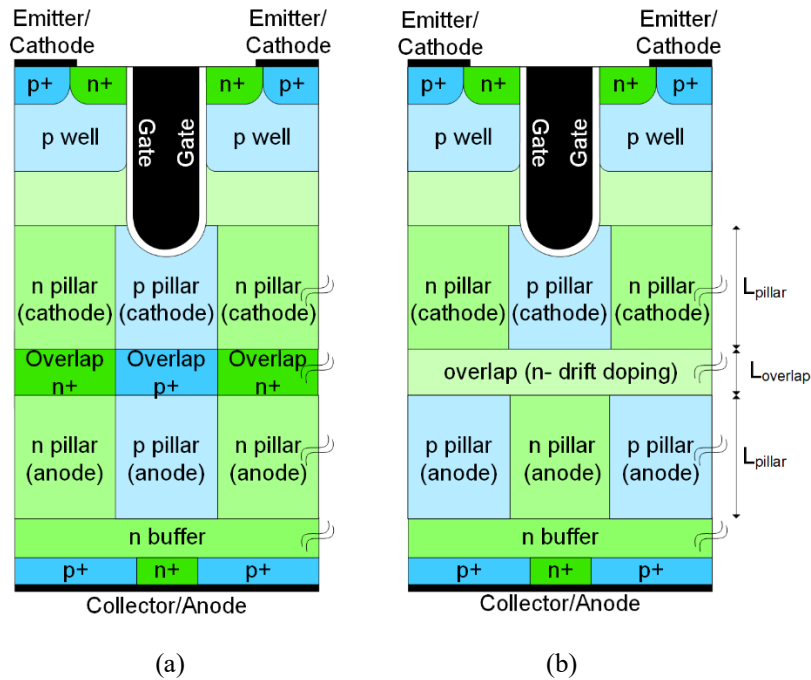 Emitter/
Cathode
Emitter/
Cathode
p+
n+
n+
p+
Gate
Gate
p well
p well
n pillar
(cathode)
p pillar
(cathode)
n pillar
(cathode)
Overlap
n+
Overlap
p+
Overlap
n+
n pillar
(anode)
p pillar
(anode)
n pillar
(anode)
n buffer
p+
n+
p+
Collector/Anode
(a)
Emitter/
Cathode
Emitter/
Cathode
p+
n+
n+
p+
Gate
Gate
p well
p well
n pillar
(cathode)
p pillar
(cathode)
n pillar
(cathode)
Lpillar
overlap (n- drift doping)
Loverlap
p pillar
(anode)
n pillar
(anode)
p pillar
(anode)
Lpillar
n buffer
p+
n+
p+
Collector/Anode
(b)